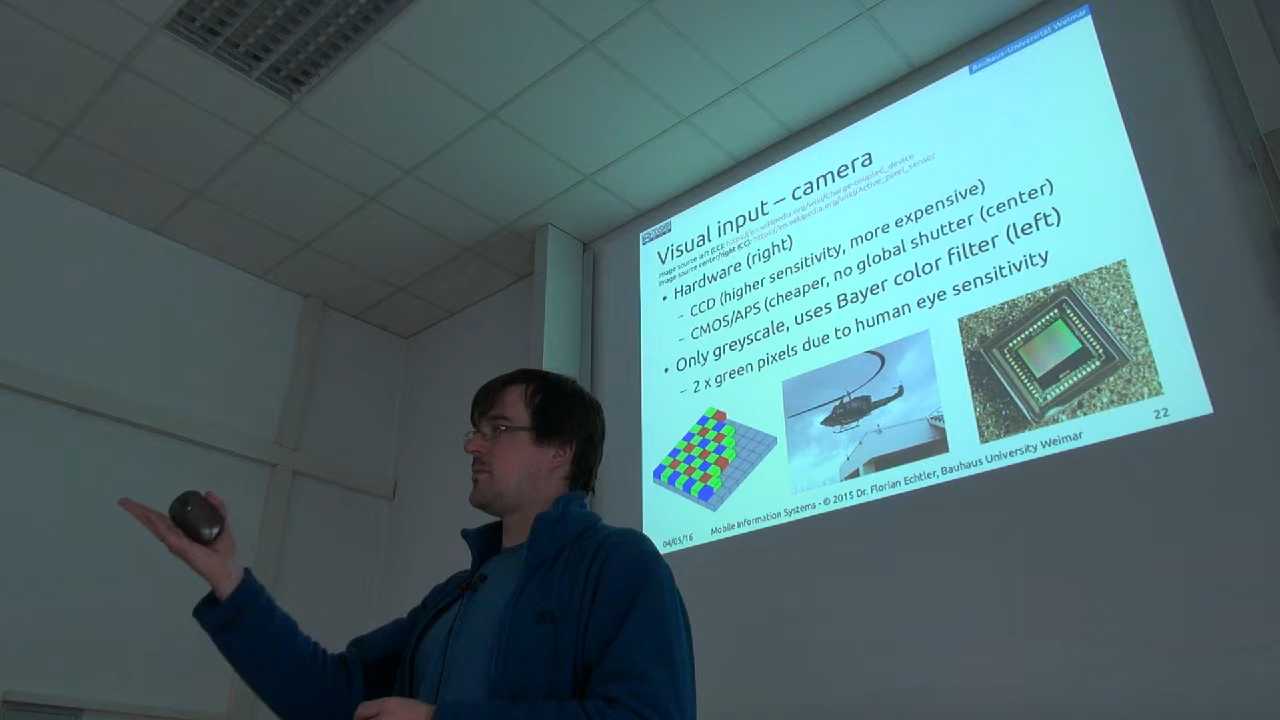 Bauhaus-Universität Weimar
Visual input – camera
Image source left (CC): https://en.wikipedia.org/wiki/Charge-coupled_device
Image source center/right (CC): https://en.wikipedia.org/wiki/Active_pixel_sensor
• Hardware (right)
– CCD (higher sensitivity, more expensive)
– CMOS/APS (cheaper, no global shutter (center)
• Only greyscale, uses Bayer color filter (left)
– 2 x green pixels due to human eye sensitivity
04/05/16
Mobile Information Systems - © 2015 Dr. Florian Echtler, Bauhaus University Weimar
22